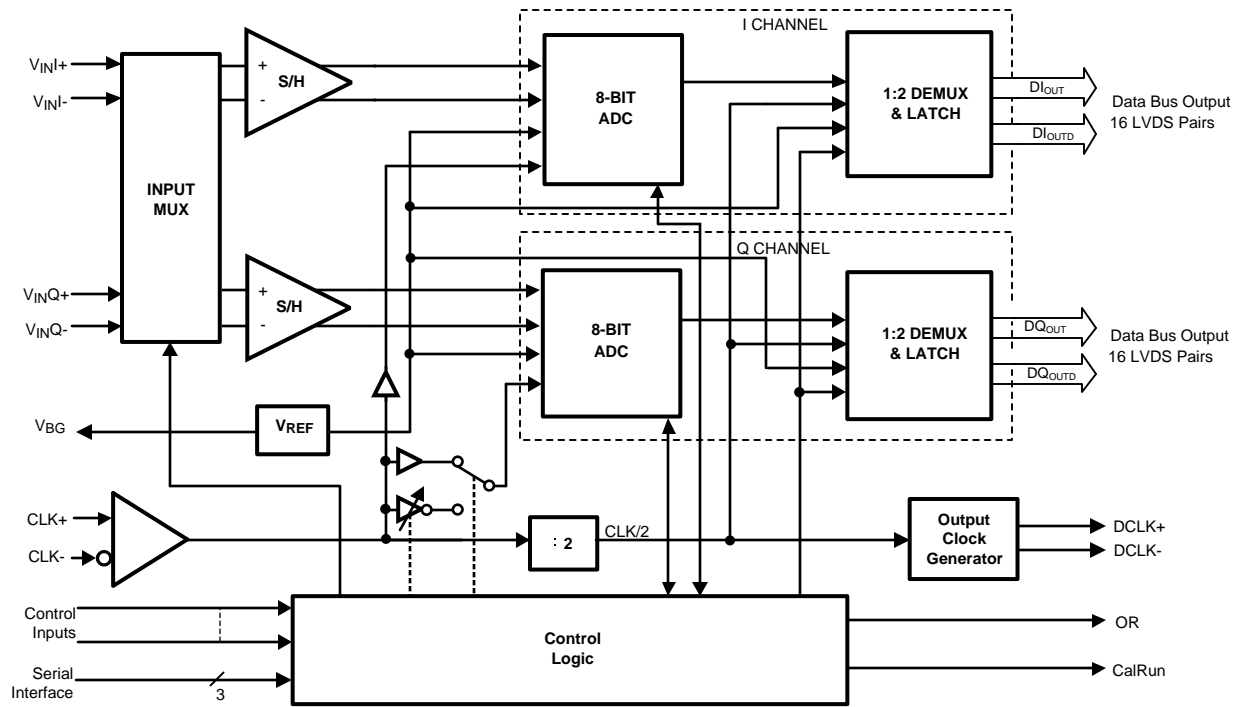 I CHANNEL
VINI+
VINI-
+
-
S/H
8-BIT
ADC
1:2 DEMUX
& LATCH
DIOUT
DIOUTD
Data Bus Output
16 LVDS Pairs
INPUT
MUX
Q CHANNEL
VINQ+
VINQ-
+
-
S/H
8-BIT
ADC
1:2 DEMUX
& LATCH
DQOUT
DQOUTD
Data Bus Output
16 LVDS Pairs
VBG
VREF
CLK+
CLK-
: 2
CLK/2
Output
Clock
Generator
DCLK+
DCLK-
Control
Inputs
Serial
Interface
3
Control
Logic
OR
CalRun